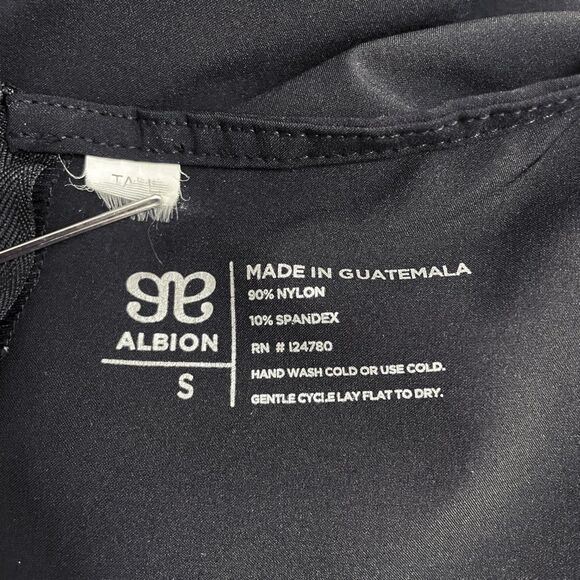 ALBION
S
MADE IN GUATEMALA
90% NYLON
10% SPANDEX
RN # 124780
HAND WASH COLD OR USE COLD.
GENTLE CYCLE LAY FLAT TO DRY.